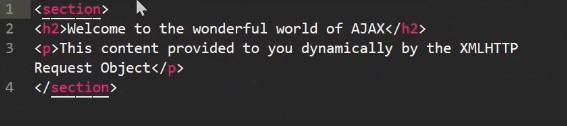 1 <section>
2 <h2>Welcome to the wonderful world of AJAX</h2>
3 <p>This content provided to you dynamically by the XMLHTTP
Request Object</p>
4 </section>